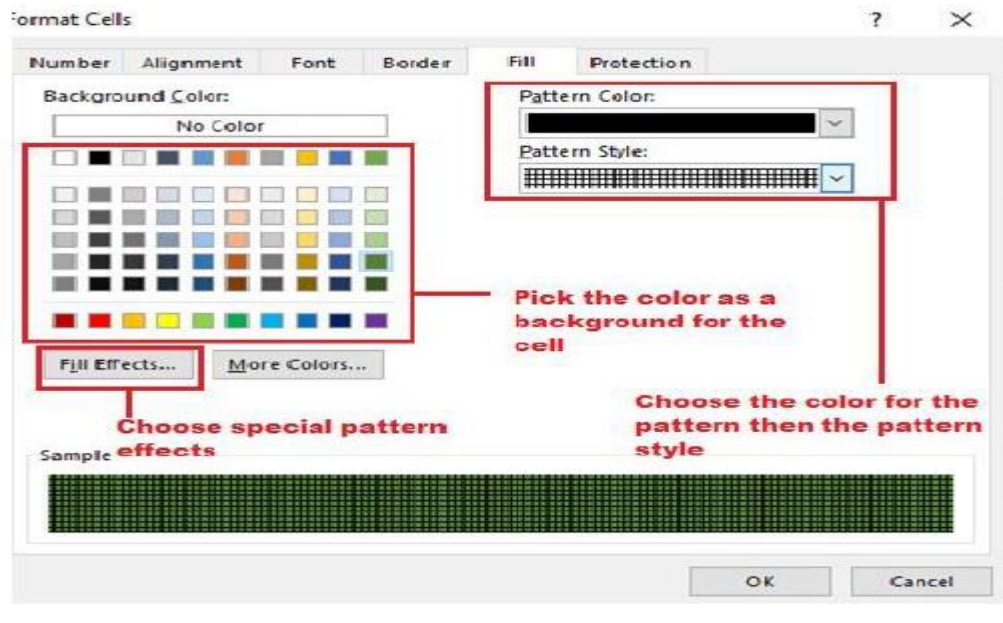 Format Cells ? X
Number Alignment Font Border Fill Protection
Background Color:
No Color
Pattern Color:
Pattern Style:
Pick the color as a
background for the
cell
Fill Effects... More Colors...
Choose special pattern
effects
Choose the color for the
pattern then the pattern
style
Sample
OK Cancel